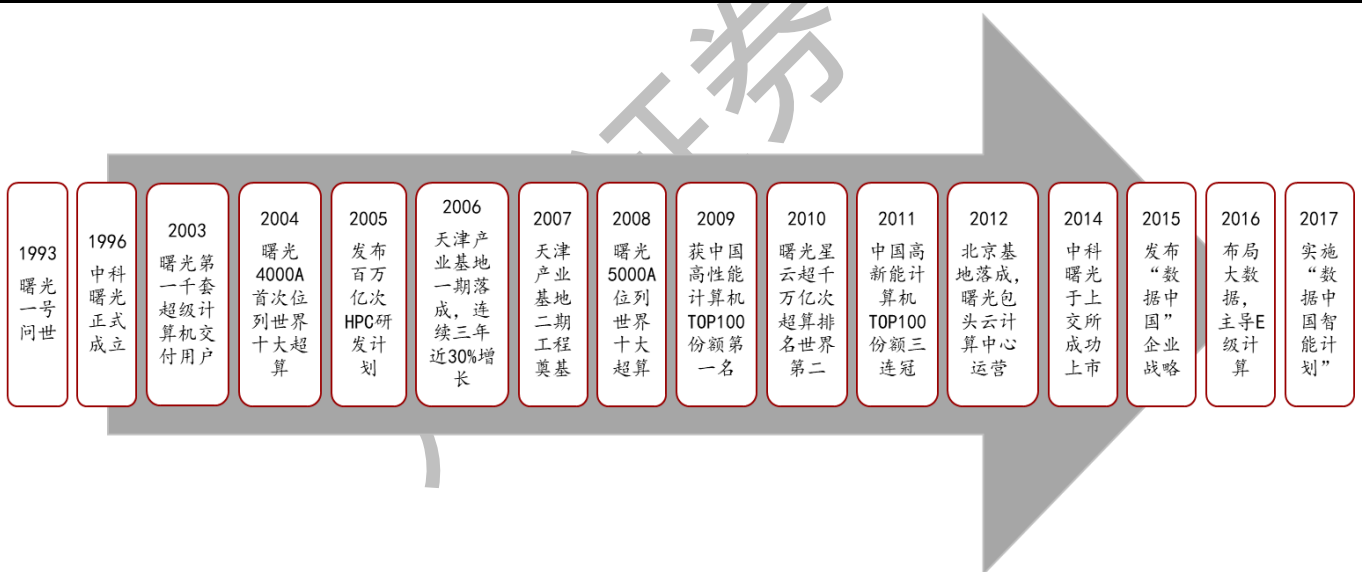 1993
曙光
一号
问世
1996
中科
曙光
正式
成立
2003
曙光第
一千套
超级计
算机交
付用户
2004
曙光
4000A
首次位
列世界
十大超
算
2005
发布
百万
亿次
HPC研
发计
划
2006
天津产
业基地
一期落
成，连
续三年
近30%增
长
2007
天津
产业
基地
二期
工程
奠基
2008
曙光
5000A
位列
世界
十大
超算
2009
获中国
高性能
计算机
TOP100
份额第
一名
2010
曙光星
云超千
万亿次
超算排
名世界
第二
2011
中国高
新能计
算机
TOP100
份额三
连冠
2012
北京基
地落成，
曙光包
头云计
算中心
运营
2014
中科
曙光
于上
交所
成功
上市
2015
发布
“数
据中
国”
企业
战略
2016
布局
大数
据，
主导E
级计
算
2017
实施
“数
据中
国智
能计
划”
证券